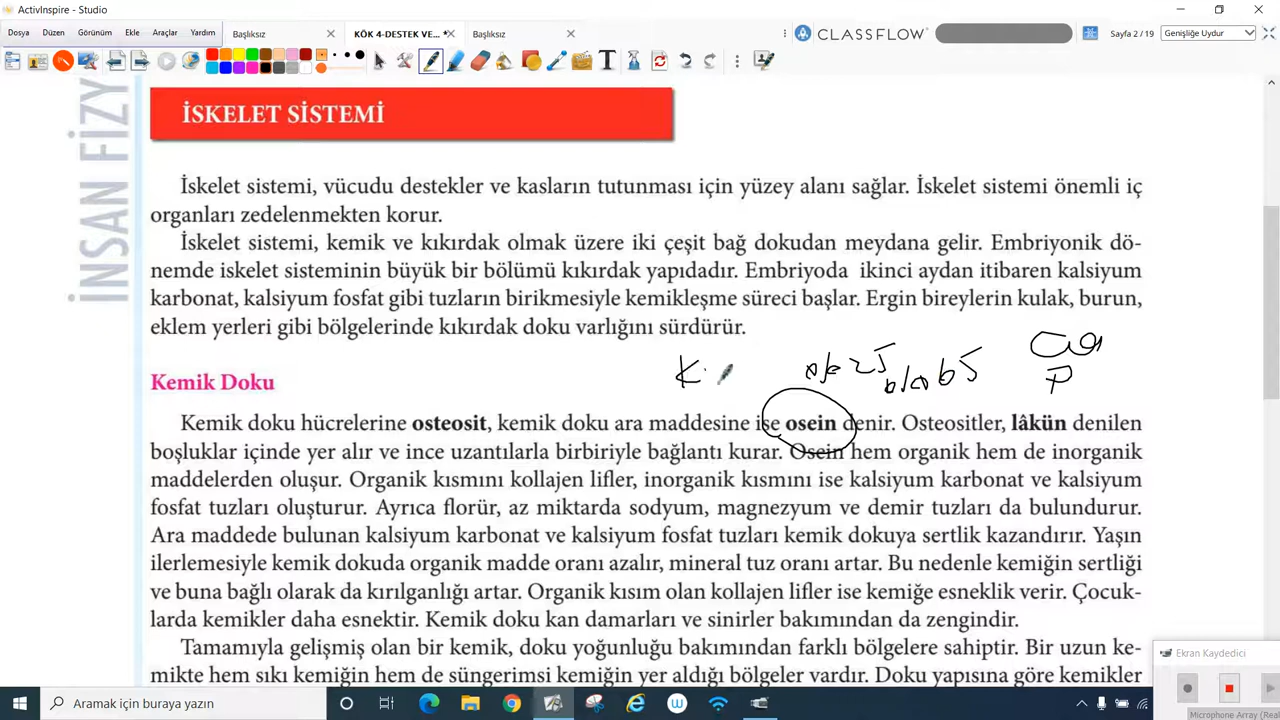 ActivInspire - Studio
Dosya Düzen Görünüm Ekle Araçlar Yardım
Başlıksız
KÖK 4-DESTEK VE... *
Başlıksız
CLASSFLOW
Sayfa 2 / 19
Genişliğe Uydur
İNSAN FİZY
İSKELET SİSTEMİ
İskelet sistemi, vücudu destekler ve kasların tutunması için yüzey alanı sağlar. İskelet sistemi önemli iç
organları zedelenmekten korur.
İskelet sistemi, kemik ve kıkırdak olmak üzere iki çeşit bağ dokudan meydana gelir. Embriyonik dö-
nemde iskelet sisteminin büyük bir bölümü kıkırdak yapıdadır. Embriyoda ikinci aydan itibaren kalsiyum
karbonat, kalsiyum fosfat gibi tuzların birikmesiyle kemikleşme süreci başlar. Ergin bireylerin kulak, burun,
eklem yerleri gibi bölgelerinde kıkırdak doku varlığını sürdürür.
Ca
P
Kemik Doku
Kemik doku hücrelerine osteosit, kemik doku ara maddesine ise osein denir. Osteositler, lâkün denilen
boşluklar içinde yer alır ve ince uzantılarla birbiriyle bağlantı kurar. Osein hem organik hem de inorganik
maddelerden oluşur. Organik kısmını kollajen lifler, inorganik kısmını ise kalsiyum karbonat ve kalsiyum
fosfat tuzları oluşturur. Ayrıca florür, az miktarda sodyum, magnezyum ve demir tuzları da bulundurur.
Ara maddede bulunan kalsiyum karbonat ve kalsiyum fosfat tuzları kemik dokuya sertlik kazandırır. Yaşın
ilerlemesiyle kemik dokuda organik madde oranı azalır, mineral tuz oranı artar. Bu nedenle kemiğin sertliği
ve buna bağlı olarak da kırılganlığı artar. Organik kısım olan kollajen lifler ise kemiğe esneklik verir. Çocuk-
larda kemikler daha esnektir. Kemik doku kan damarları ve sinirler bakımından da zengindir.
Tamamıyla gelişmiş olan bir kemik, doku yoğunluğu bakımından farklı bölgelere sahiptir. Bir uzun ke-
mikte hem sıkı kemiğin hem de süngerimsi kemiğin yer aldığı bölgeler vardır. Doku yapısına göre kemikler
Ekran Kaydedici
Microphone Array (Real
Aramak için buraya yazın